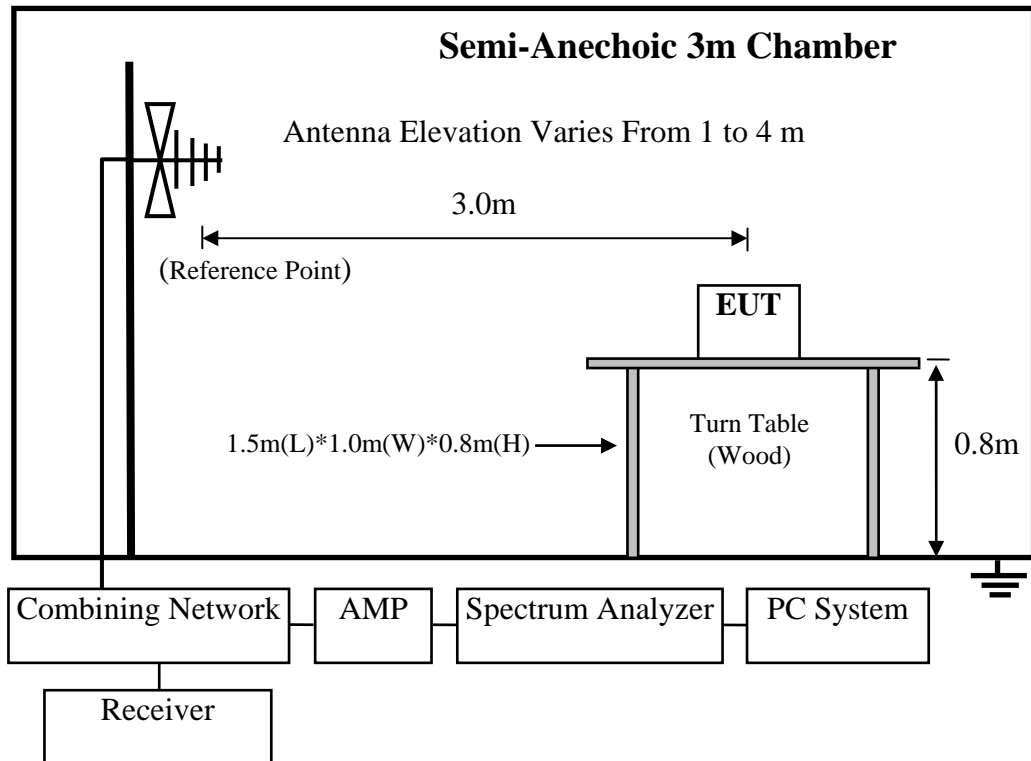 Semi-Anechoic 3m Chamber
Antenna Elevation Varies From 1 to 4 m
3.0m
(Reference Point)
EUT
1.5m(L)*1.0m(W)*0.8m(H)
Turn Table
(Wood)
0.8m
Combining Network
AMP
Spectrum Analyzer
PC System
Receiver